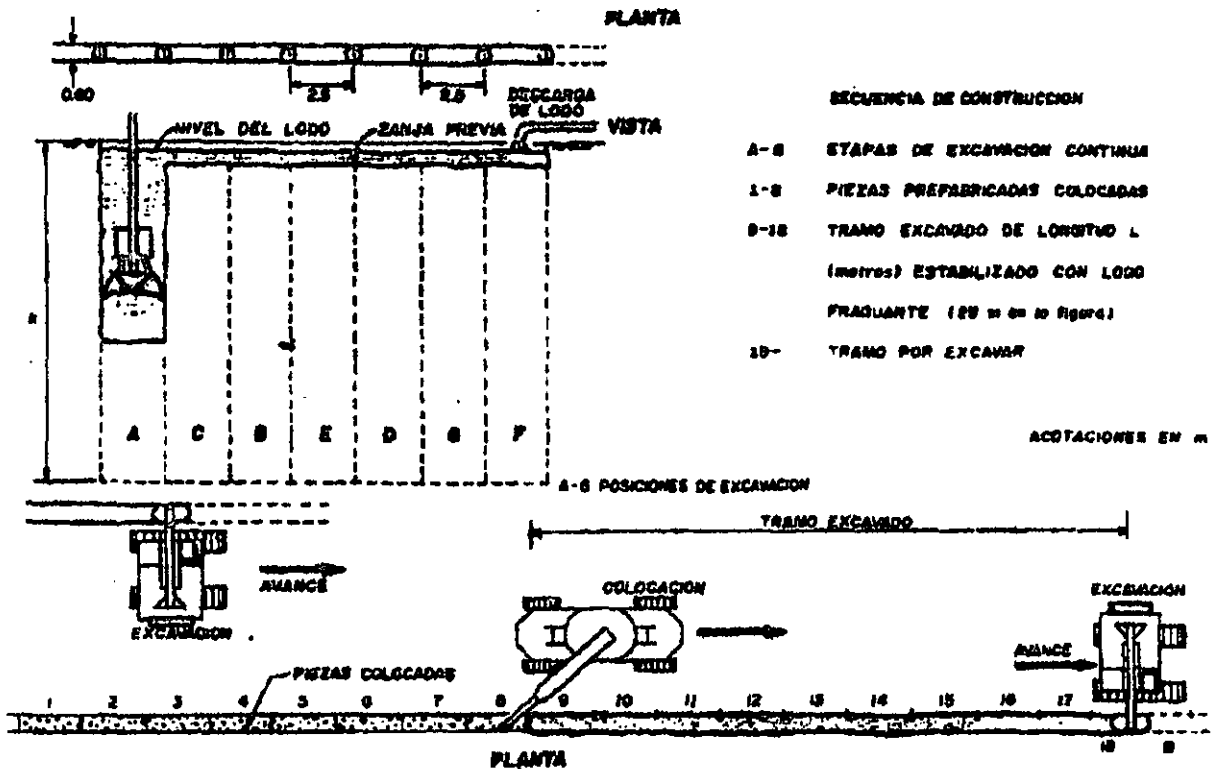 PLANTA
0.60
2.5
DESCARGA
DE LODO
NIVEL DEL LODO
ZANJA PREVIA
VISTA
SECUENCIA DE CONSTRUCCION
ETAPAS DE EXCAVACION CONTINUA
PIEZAS PREFABRICADAS COLOCADAS
TRAMO EXCAVADO DE LONGITUD L
(metros) ESTABILIZADO CON LODO
FRAGUANTE
TRAMO POR EXCAVAR
A C B E D G F
ACOTACIONES EN m
A-G POSICIONES DE EXCAVACION
TRAMO EXCAVADO
AVANCE
EXCAVACION
COLOCACION
EXCAVACION
AVANCE
PIEZAS COLOCADAS
1 2 3 4 5 6 7 8 9 10 11 12 13 14 15 16 17
18
PLANTA